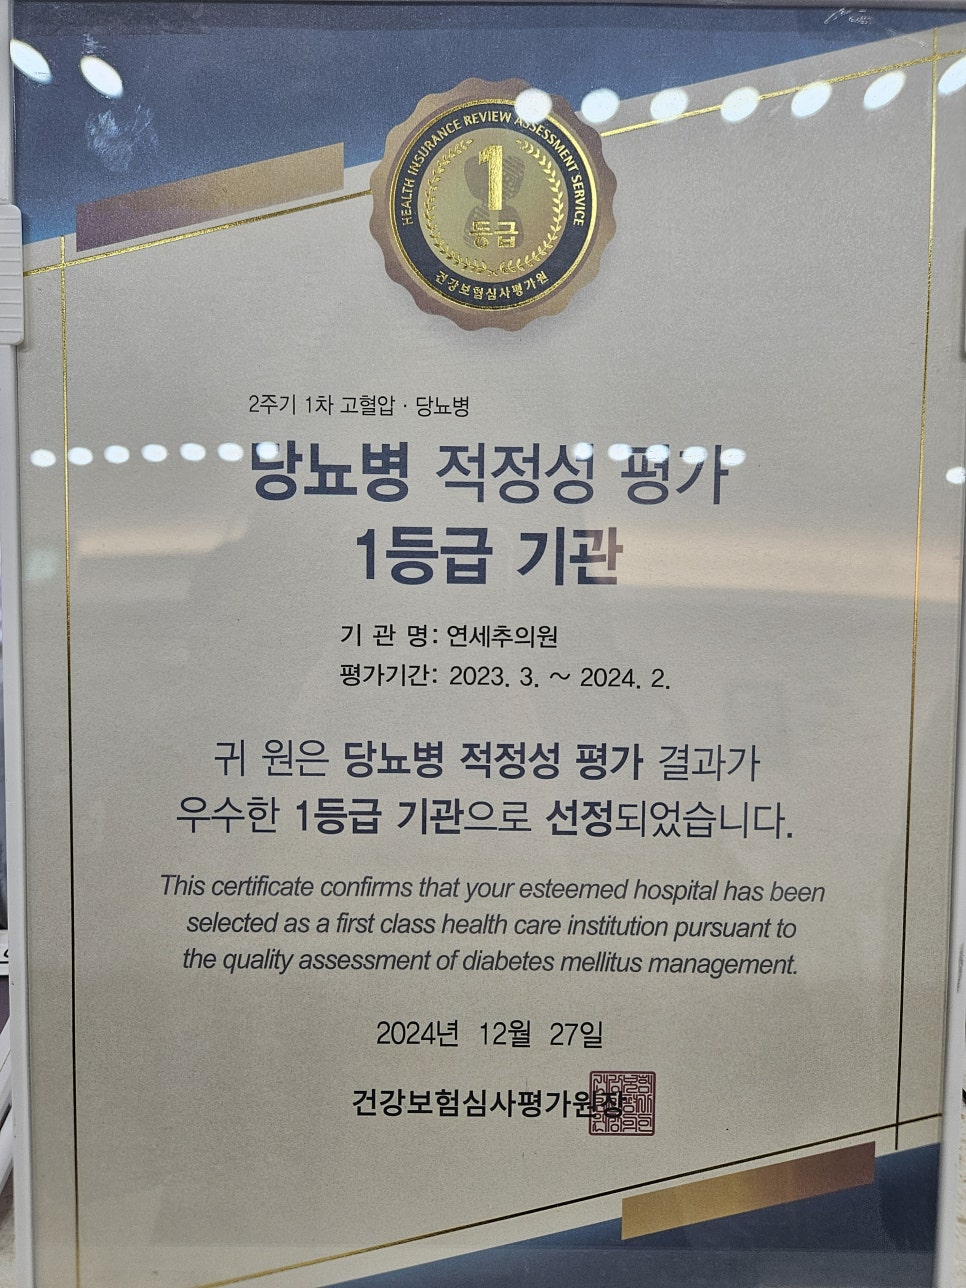 HEALTH INSURANCE REVIEW ASSESSMENT SERVICE
1
등급
건강보험심사평가원
2주기 1차 고혈압 · 당뇨병
당뇨병 적정성 평가
1등급 기관
기 관 명: 연세추의원
평가기간: 2023. 3. ~ 2024. 2.
귀 원은 당뇨병 적정성 평가 결과가
우수한 1등급 기관으로 선정되었습니다.
This certificate confirms that your esteemed hospital has been
selected as a first class health care institution pursuant to
the quality assessment of diabetes mellitus management.
2024년 12월 27일
건강보험심사평가원장